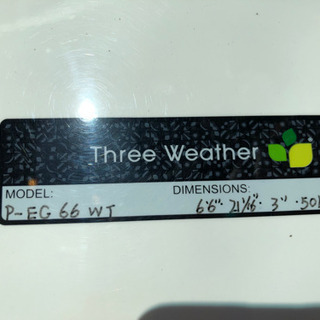 Three Weather
MODEL: DIMENSIONS:
P-EG 66 WT 6'6". 21 1/16". 3". 50